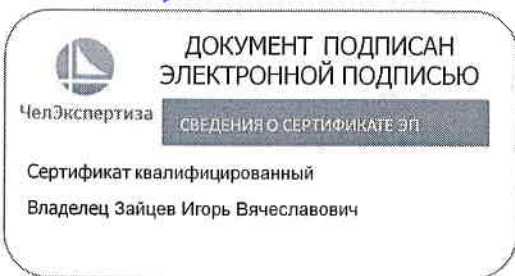 ДОКУМЕНТ ПОДПИСАН
ЭЛЕКТРОННОЙ ПОДПИСЬЮ
ЧелЭкспертиза
СВЕДЕНИЯ О СЕРТИФИКАТЕ ЭП
Сертификат квалифицированный
Владелец Зайцев Игорь Вячеславович